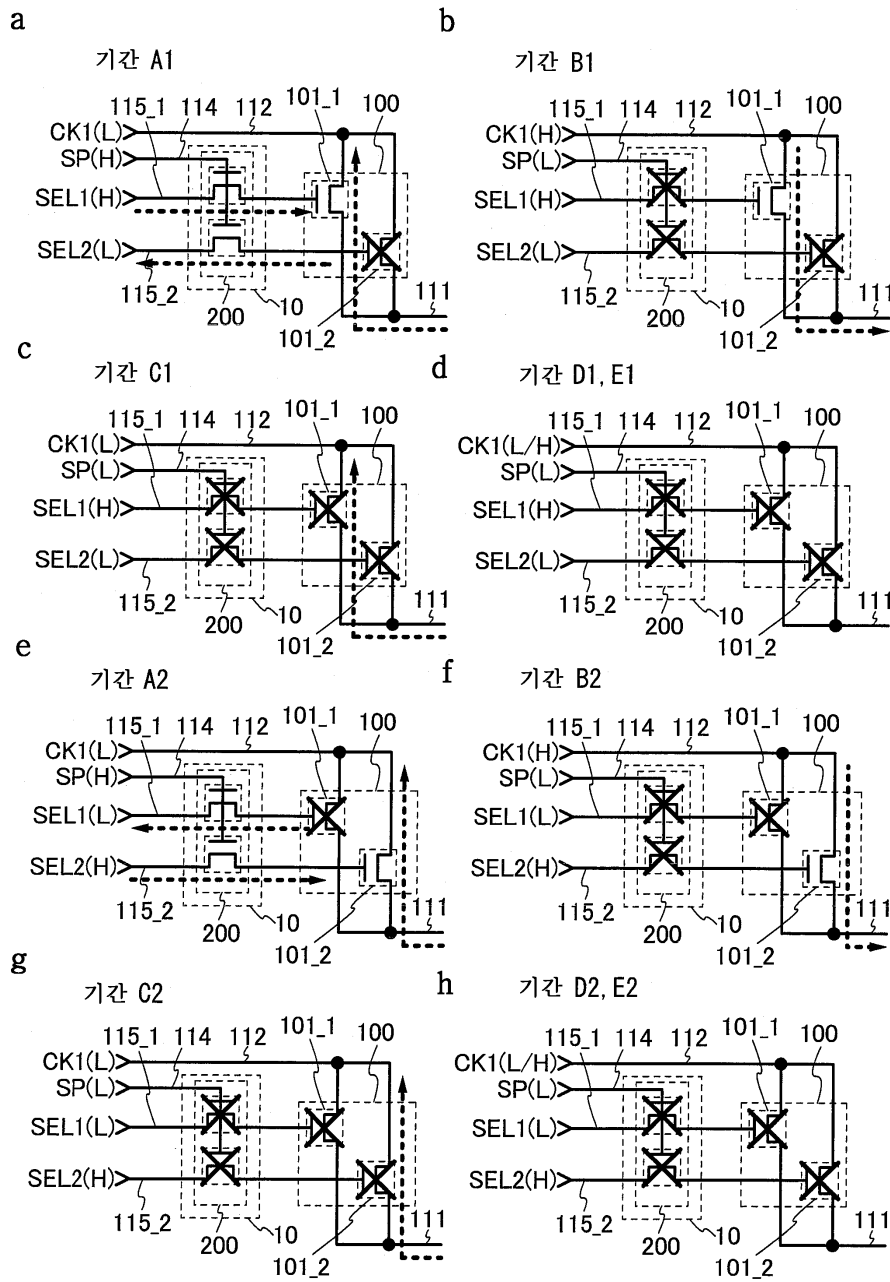 a
기간 A1
115_1 114 112 101_1 100
CK1(L)
SP(H)
SEL1(H)
SEL2(L)
115_2 200 10 101_2 111
b
기간 B1
115_1 114 112 101_1 100
CK1(H)
SP(L)
SEL1(H)
SEL2(L)
115_2 200 10 101_2 111
c
기간 C1
115_1 114 112 101_1 100
CK1(L)
SP(L)
SEL1(H)
SEL2(L)
115_2 200 10 101_2 111
d
기간 D1, E1
115_1 114 112 101_1 100
CK1(L/H)
SP(L)
SEL1(H)
SEL2(L)
115_2 200 10 101_2 111
e
기간 A2
115_1 114 112 101_1 100
CK1(L)
SP(H)
SEL1(L)
SEL2(H)
115_2 200 10 101_2 111
f
기간 B2
115_1 114 112 101_1 100
CK1(H)
SP(L)
SEL1(L)
SEL2(H)
115_2 200 10 101_2 111
g
기간 C2
115_1 114 112 101_1 100
CK1(L)
SP(L)
SEL1(L)
SEL2(H)
115_2 200 10 101_2 111
h
기간 D2, E2
115_1 114 112 101_1 100
CK1(L/H)
SP(L)
SEL1(L)
SEL2(H)
115_2 200 10 101_2 111